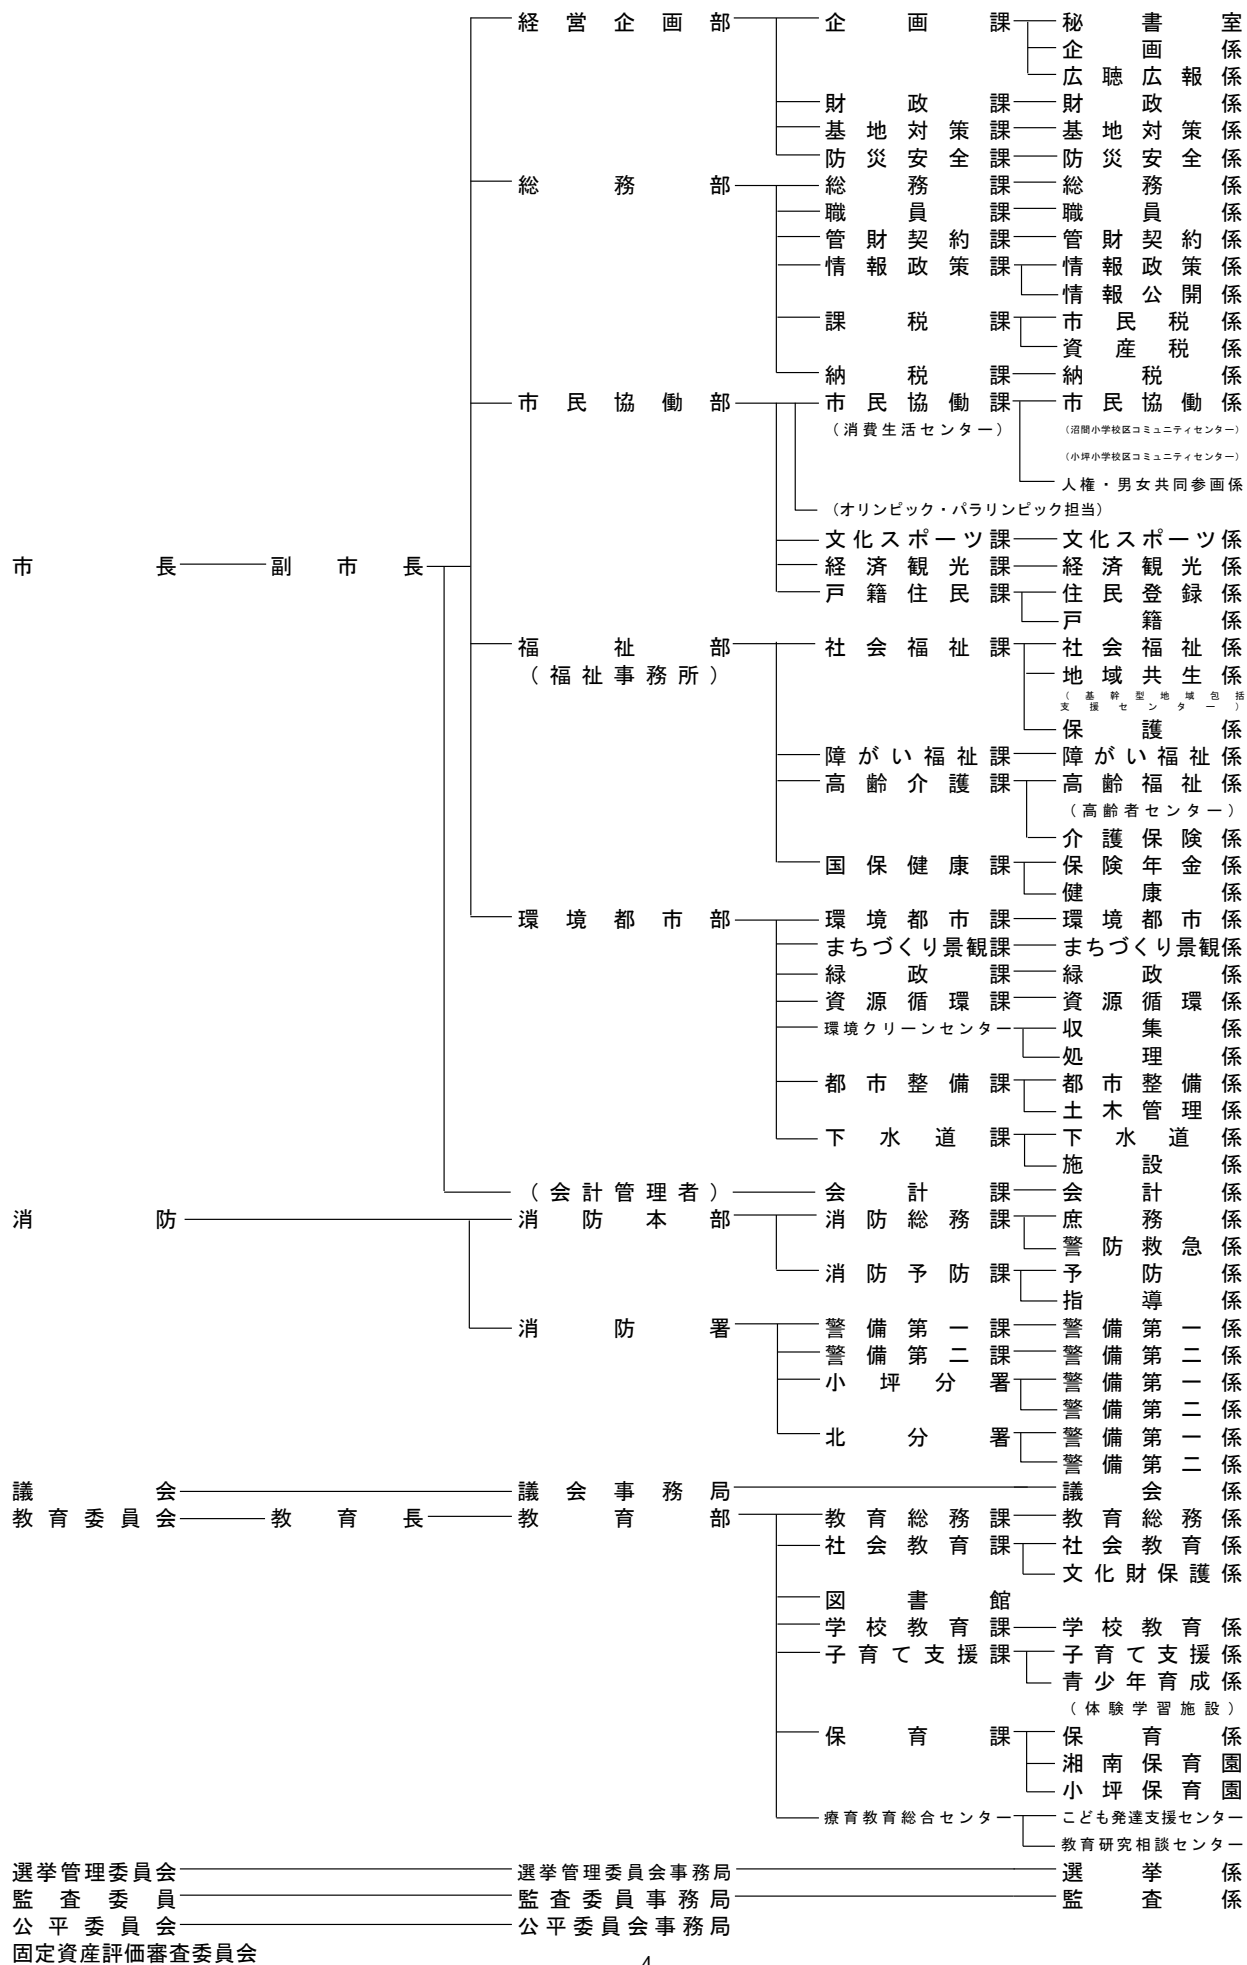 経営企画部 企画課 秘書室
企画係
広聴広報係
財政課 財政係
基地対策課 基地対策係
防災安全課 防災安全係
総務部 総務課 総務係
職員課 職員係
管財契約課 管財契約係
情報政策課 情報政策係
情報公開係
課税課 市民税係
資産税係
納税課 納税係
市民協働部 市民協働課 市民協働係
(消費生活センター) (沼間小学校区コミュニティセンター)
(小坪小学校区コミュニティセンター)
人権・男女共同参画係
(オリンピック・パラリンピック担当)
文化スポーツ課 文化スポーツ係
市長 副市長 経済観光課 経済観光係
戸籍住民課 住民登録係
戸籍係
福祉部 社会福祉課 社会福祉係
(福祉事務所) 地域共生係
(基幹型地域包括
支援センター)
保護係
障がい福祉課 障がい福祉係
高齢介護課 高齢福祉係
(高齢者センター)
介護保険係
国保健康課 保険年金係
健康係
環境都市部 環境都市課 環境都市係
まちづくり景観課 まちづくり景観係
緑政課 緑政係
資源循環課 資源循環係
環境クリーンセンター 収集係
処理係
都市整備課 都市整備係
土木管理係
下水道課 下水道係
施設係
(会計管理者) 会計課 会計係
消防 消防本部 消防総務課 庶務係
警防救急係
消防予防課 予防係
指導係
消防署 警備第一課 警備第一係
警備第二課 警備第二係
小坪分署 警備第一係
警備第二係
北分署 警備第一係
警備第二係
議会 議会事務局 議会係
教育委員会 教育長 教育部 教育総務課 教育総務係
社会教育課 社会教育係
文化財保護係
図書館
学校教育課 学校教育係
子育て支援課 子育て支援係
青少年育成係
(体験学習施設)
保育課 保育係
湘南保育園
小坪保育園
療育教育総合センター こども発達支援センター
教育研究相談センター
選挙管理委員会 選挙管理委員会事務局 選挙係
監査委員 監査委員事務局 監査係
公平委員会 公平委員会事務局
固定資産評価審査委員会
4